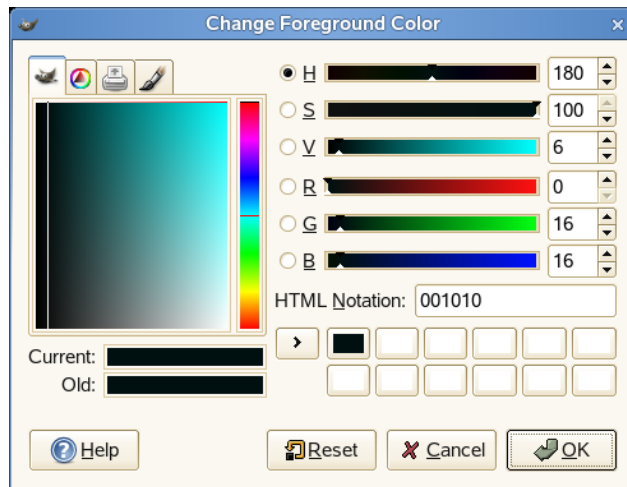 Change Foreground Color
H 180
S 100
V 6
R 0
G 16
B 16
HTML Notation: 001010
Current:
Old:
Help Reset Cancel OK